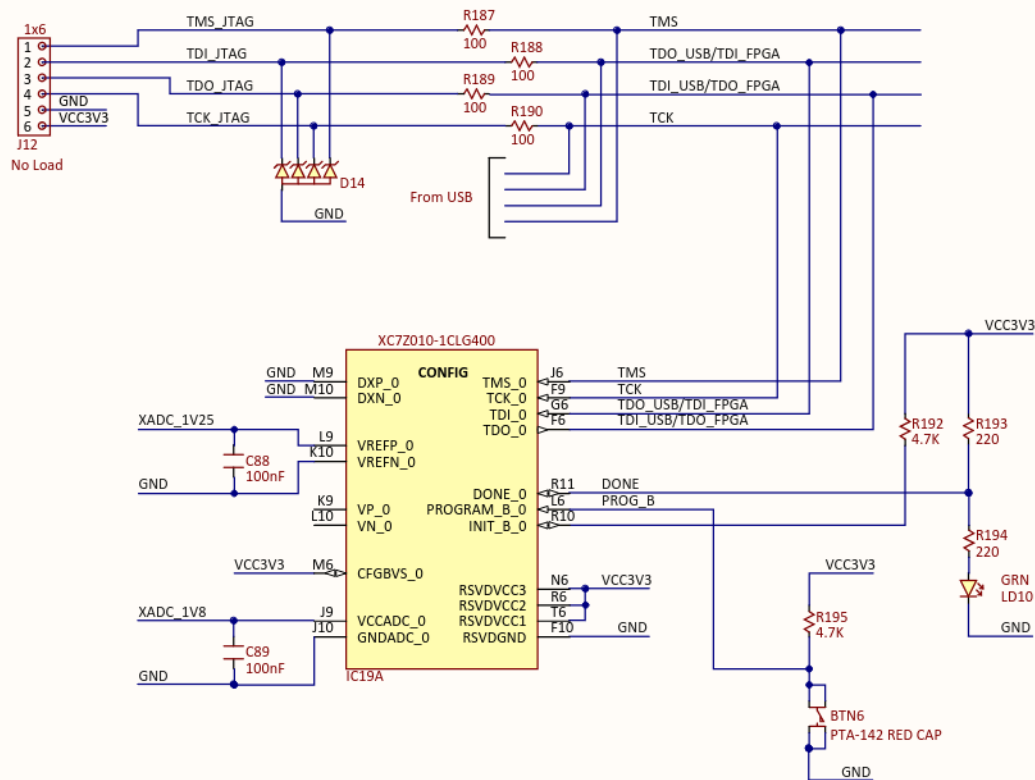 R187
TMS_JTAG
TMS
1x6
100
1
R188
TDI_JTAG
TDO_USB/TDI_FPGA
2
100
3
R189
TDO_JTAG
TDI_USB/TDO_FPGA
4
100
GND
5
R190
VCC3V3
TCK_JTAG
TCK
6
100
J12
No Load
D14
From USB
GND
XC7Z010-1CLG400
VCC3V3
CONFIG
GND M9
DXP_0
TMS_0
J6
TMS
GND M10
DXN_0
TCK_0
F9
TCK
TDI_0
G6
TDO_USB/TDI_FPGA
TDO_0
F6
TDI_USB/TDO_FPGA
XADC_1V25
L9
VREFP_0
K10
VREFN_0
C88
100nF
R192
4.7K
R193
220
GND
DONE_0
R11
DONE
K9
VP_0
PROGRAM_B_0
L6
PROG_B
L10
VN_0
INIT_B_0
R10
R194
220
VCC3V3
M6
CFGBVS_0
VCC3V3
GRN
LD10
RSVDVCC3
N6
VCC3V3
RSVDVCC2
R6
XADC_1V8
J9
VCCADC_0
RSVDVCC1
T6
J10
GNDADC_0
RSVDGND
F10
GND
R195
4.7K
GND
C89
100nF
GND
IC19A
BTN6
PTA-142 RED CAP
GND